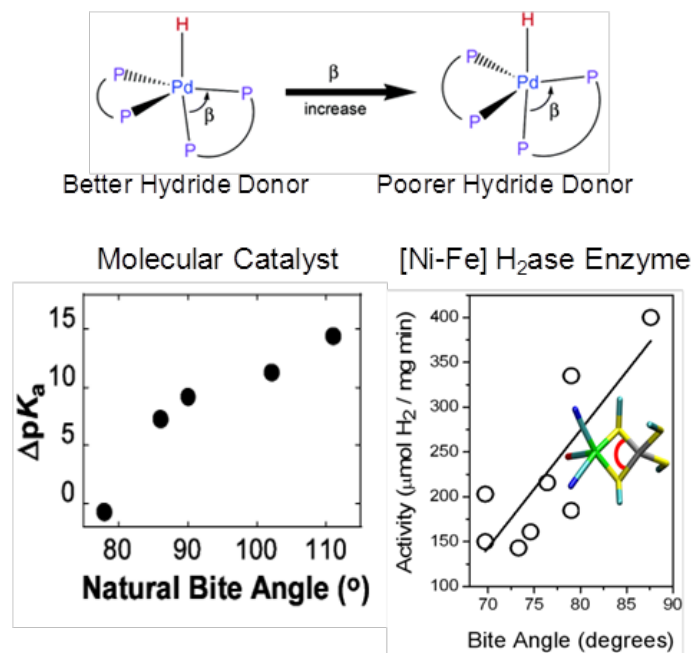 H H
P Pd P β P
β
increase
P Pd P β P
Better Hydride Donor Poorer Hydride Donor
Molecular Catalyst [Ni-Fe] H₂ase Enzyme
ΔpKa
15
10
5
0
80 90 100 110
Natural Bite Angle (º)
Activity (μmol H₂ / mg min)
400
350
300
250
200
150
100
70 75 80 85 90
Bite Angle (degrees)